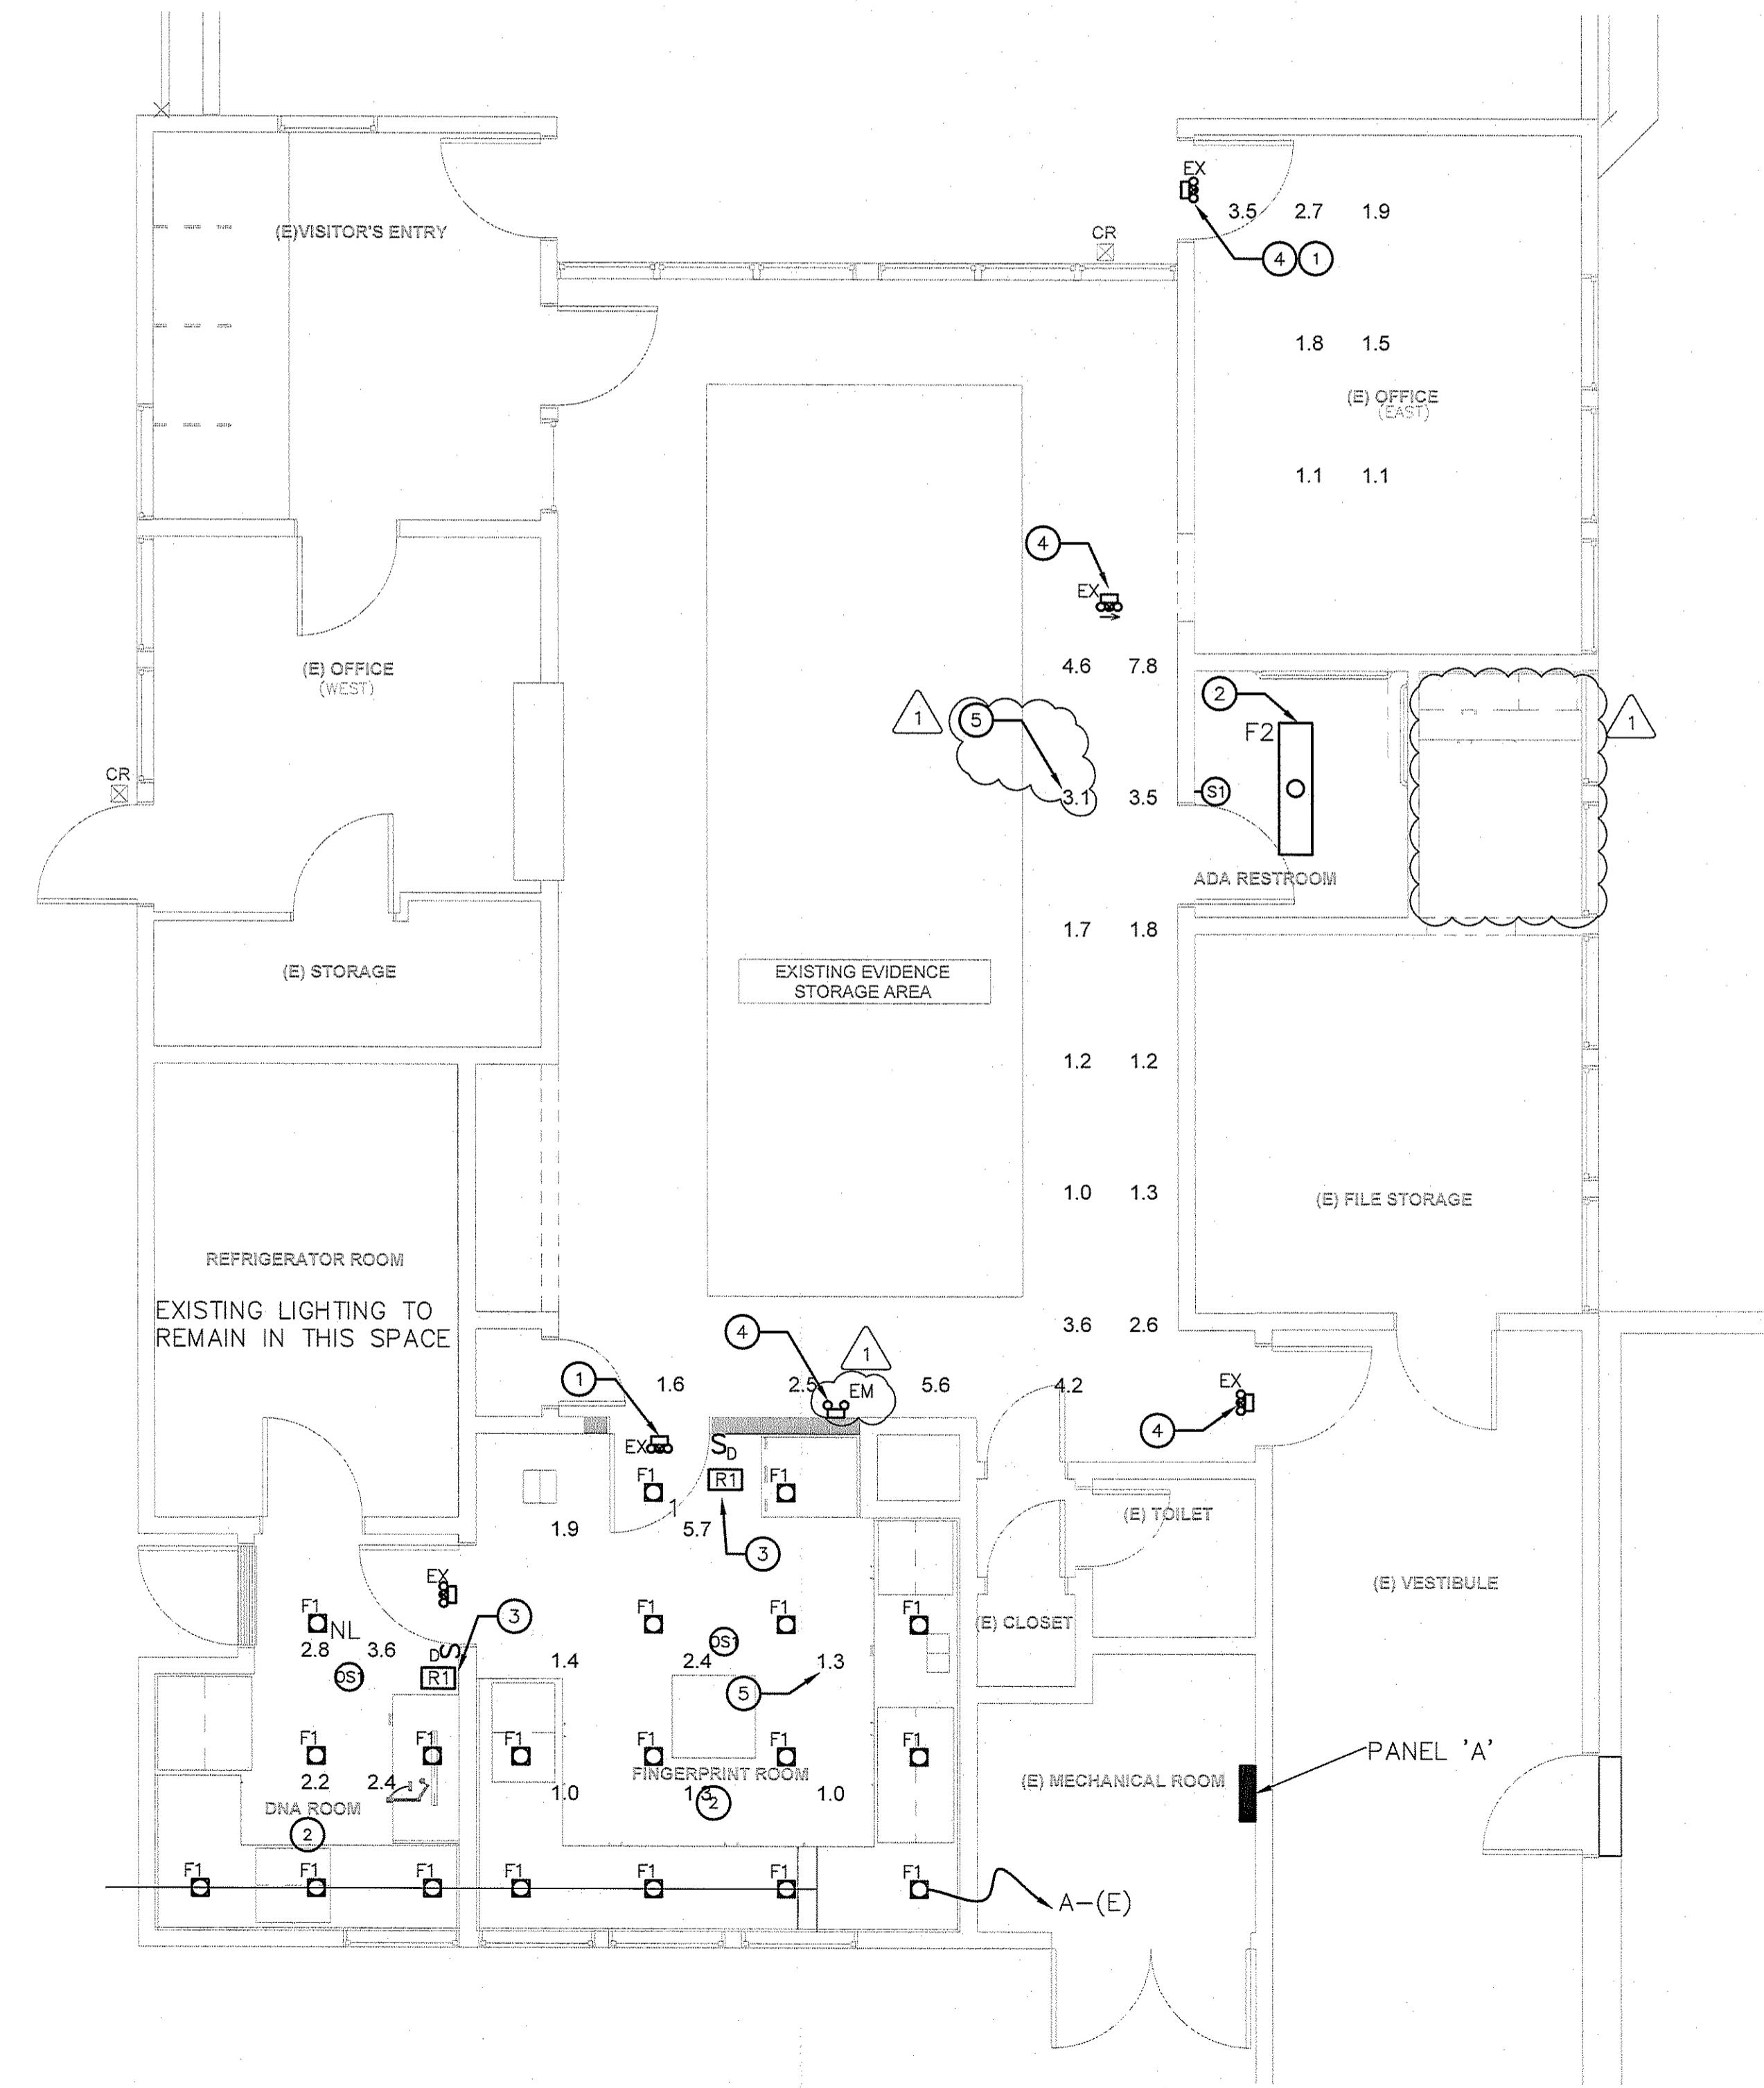 EX
3.5 2.7 1.9
(E)VISITOR'S ENTRY
CR
4 1
1.8 1.5
(E) OFFICE
(EAST)
1.1 1.1
4
EX
(E) OFFICE
(WEST)
4.6 7.8
2
1
5
1
F2
CR
3.1 3.5
S1
ADA RESTROOM
1.7 1.8
(E) STORAGE
EXISTING EVIDENCE
STORAGE AREA
1.2 1.2
1.0 1.3
(E) FILE STORAGE
REFRIGERATOR ROOM
EXISTING LIGHTING TO
REMAIN IN THIS SPACE
3.6 2.6
4
1
1
1.6 2.5 EM 5.6 4.2
EX
4
EX
SD
F1
R1
F1
1
1.9 5.7
(E) TOILET
3
EX
(E) VESTIBULE
F1
NL
3
F1
F1
F1
(E) CLOSET
2.8 3.6
DS
OS1
1.4 2.4 1.3
OS1
R1
5
F1
F1
F1
F1
F1
F1
PANEL 'A'
FINGERPRINT ROOM
(E) MECHANICAL ROOM
2.2 2.4
1.0 1.3 1.0
2
DNA ROOM
2
F1
F1
F1
F1
F1
F1
F1
A-(E)